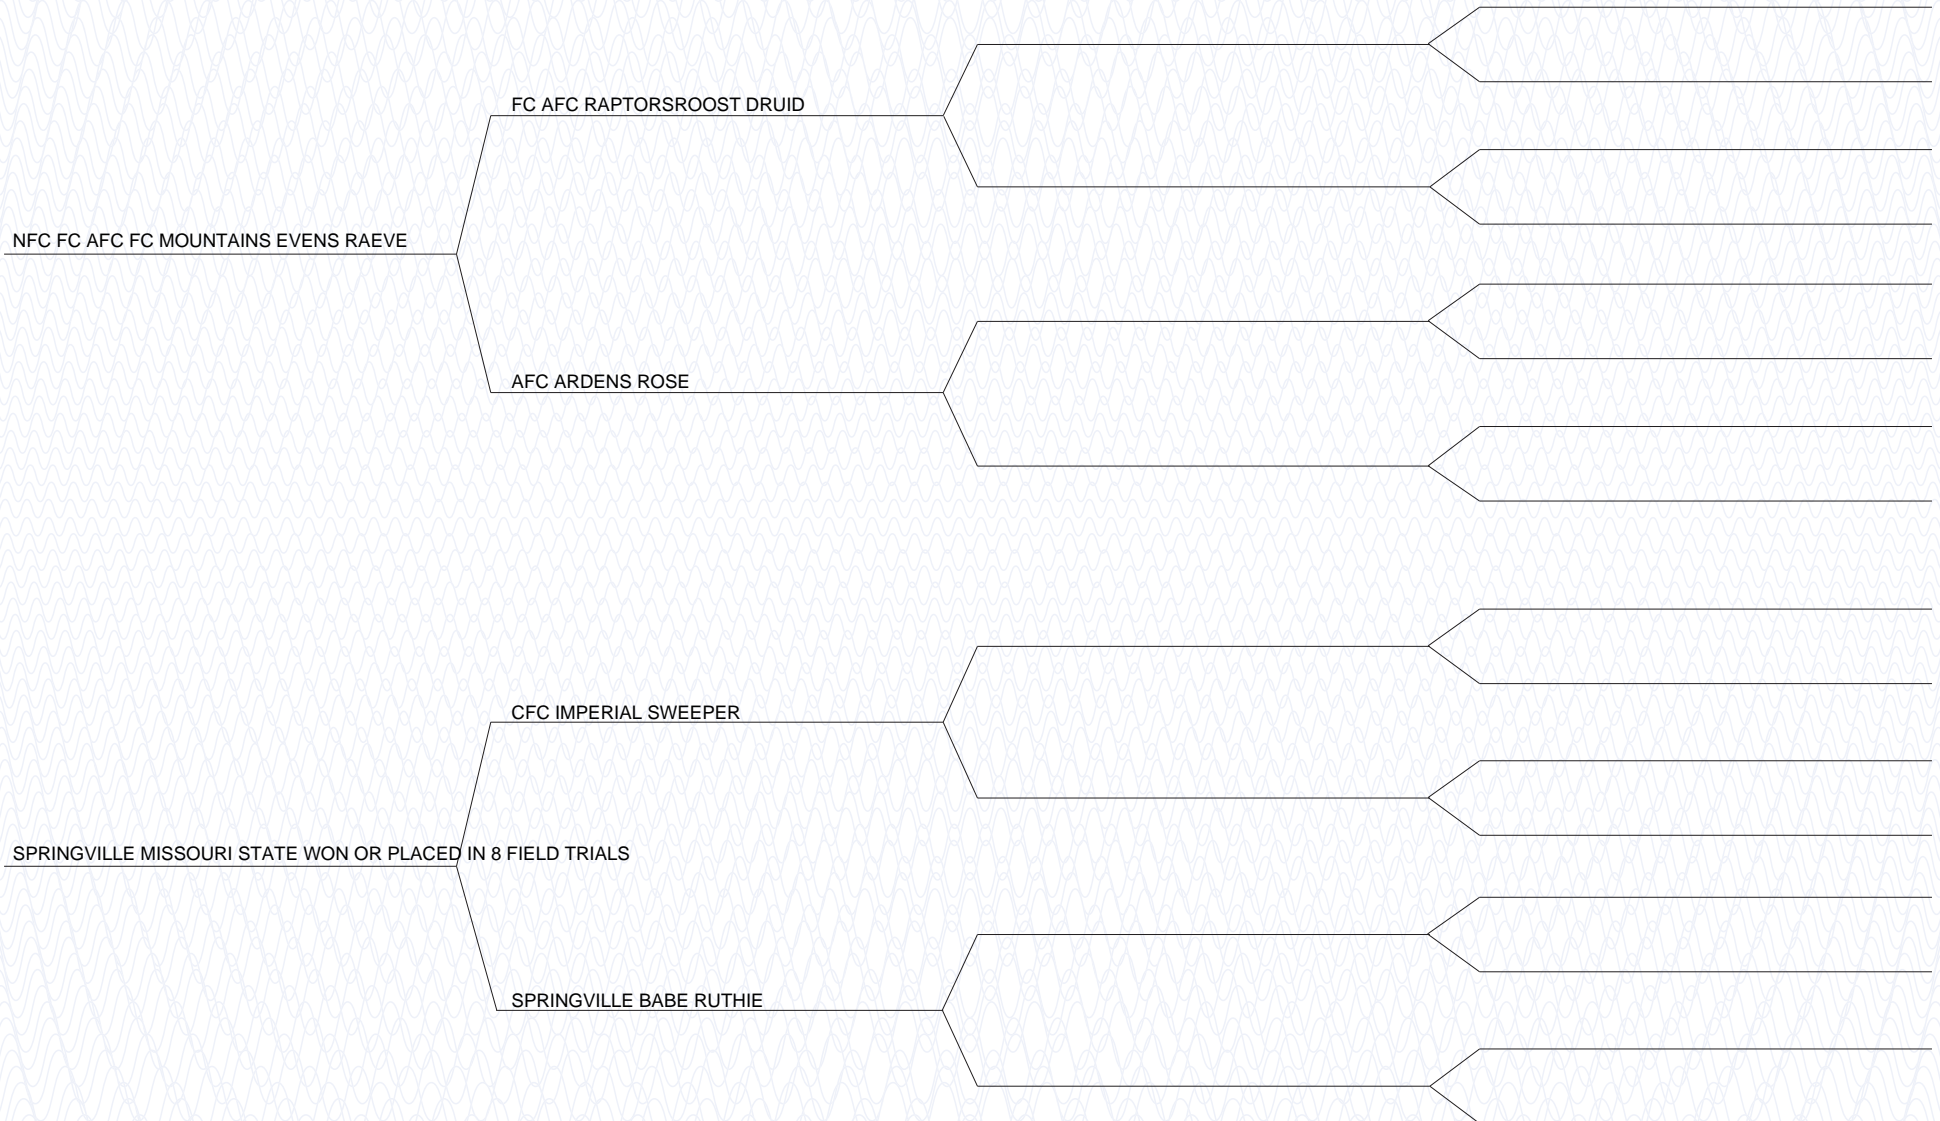 FC AFC RAPTORSROOST DRUID
NFC FC AFC FC MOUNTAINS EVENS RAEVE
AFC ARDENS ROSE
CFC IMPERIAL SWEEPER
SPRINGVILLE MISSOURI STATE WON OR PLACED IN 8 FIELD TRIALS
SPRINGVILLE BABE RUTHIE